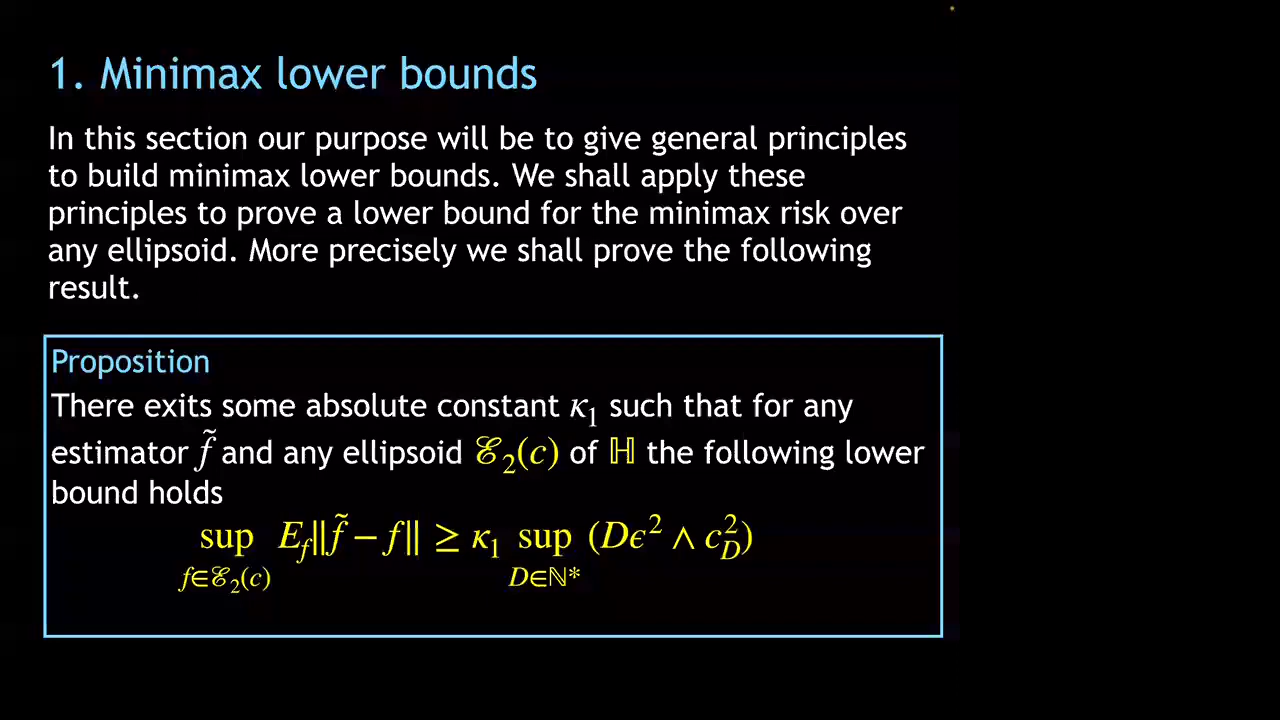 1. Minimax lower bounds
In this section our purpose will be to give general principles
to build minimax lower bounds. We shall apply these
principles to prove a lower bound for the minimax risk over
any ellipsoid. More precisely we shall prove the following
result.
Proposition
There exits some absolute constant κ₁ such that for any
estimator f̃ and any ellipsoid ℰ₂(c) of ℍ the following lower
bound holds
sup E_f‖f̃ − f‖ ≥ κ₁ sup (Dϵ² ∧ c_D²)
f∈ℰ₂(c) D∈ℕ*